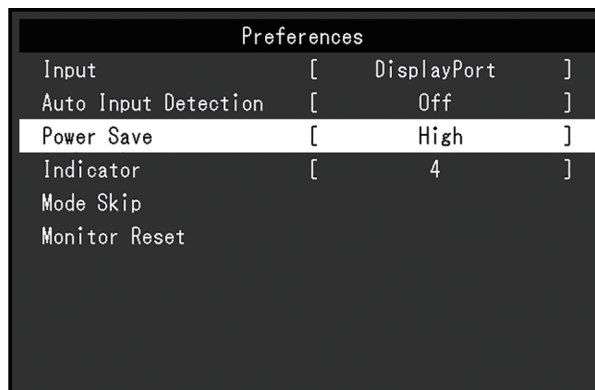 Preferences
Input [ DisplayPort ]
Auto Input Detection [ Off ]
Power Save [ High ]
Indicator [ 4 ]
Mode Skip
Monitor Reset